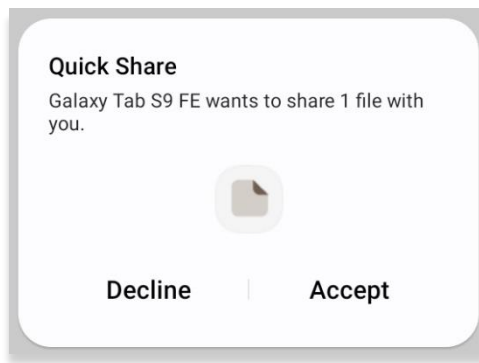 Quick Share
Galaxy Tab S9 FE wants to share 1 file with
you.
Decline
Accept